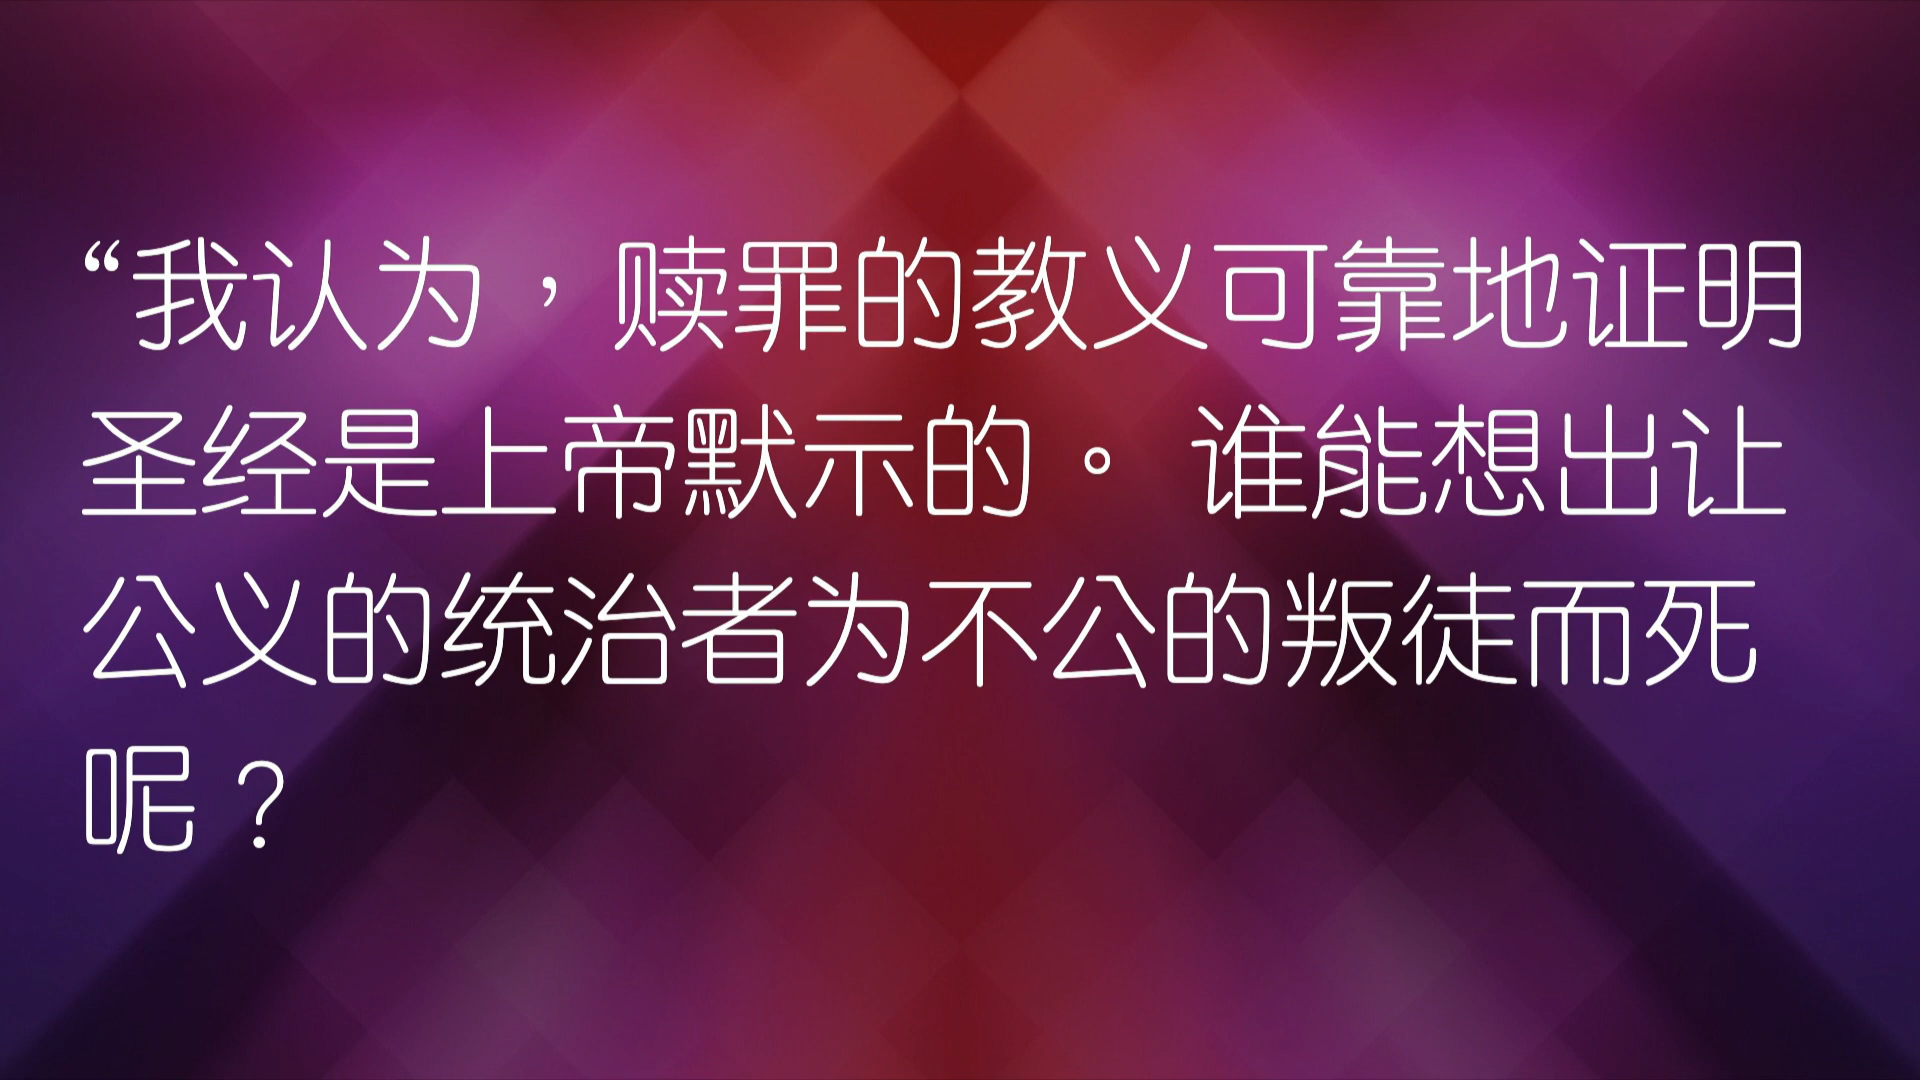 “我认为，赎罪的教义可靠地证明
圣经是上帝默示的。 谁能想出让
公义的统治者为不公的叛徒而死
呢？